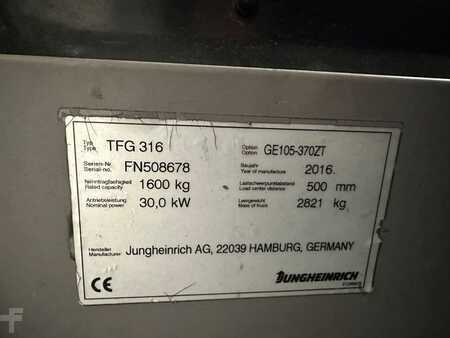 Typ
Type TFG 316 Option
Option GE105-370ZT
Serien-Nr.
Serial-no. FN508678 Baujahr
Year of manufacture 2016
Nenntragfähigkeit
Rated capacity 1600 kg Lastschwerpunktabstand
Load center distance 500 mm
Antriebsleistung
Nominal power 30,0 kW Leergewicht
Mass of truck 2821 kg
Hersteller
Manufacturer Jungheinrich AG, 22039 HAMBURG, GERMANY
CE JUNGHEINRICH